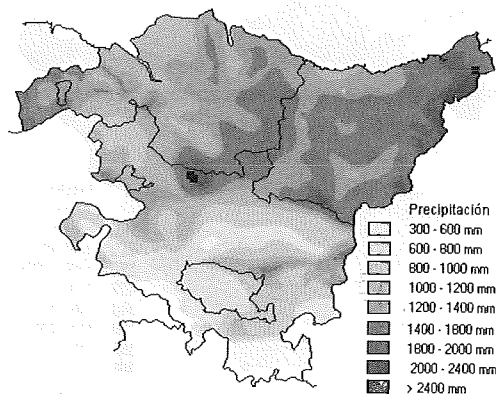 Precipitación
300 - 600 mm
600 - 800 mm
800 - 1000 mm
1000 - 1200 mm
1200 - 1400 mm
1400 - 1800 mm
1800 - 2000 mm
2000 - 2400 mm
> 2400 mm